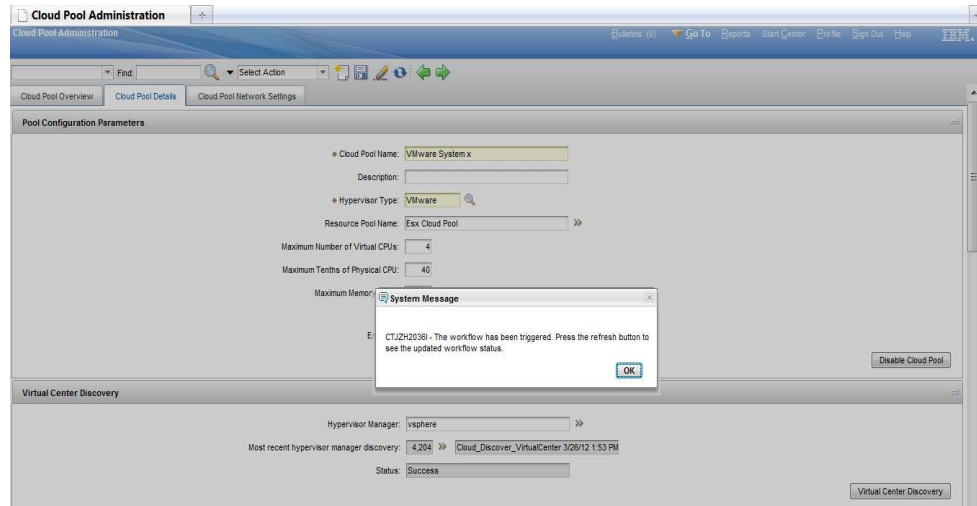 Cloud Pool Administration
Cloud Pool Administration
Bulletins: (0) Go To Reports Start Center Profile Sign Out Help IBM.
Find: Select Action
Cloud Pool Overview Cloud Pool Details Cloud Pool Network Settings
Pool Configuration Parameters
Cloud Pool Name: VMware System x
Description:
Hypervisor Type: VMware
Resource Pool Name: Esx Cloud Pool
Maximum Number of Virtual CPUs: 4
Maximum Tenths of Physical CPU: 40
Maximum Memory
System Message
CTJZH2036I - The workflow has been triggered. Press the refresh button to
see the updated workflow status.
OK
Disable Cloud Pool
Virtual Center Discovery
Hypervisor Manager: vsphere
Most recent hypervisor manager discovery: 4,204 Cloud_Discover_VirtualCenter 3/26/12 1:53 PM
Status: Success
Virtual Center Discovery